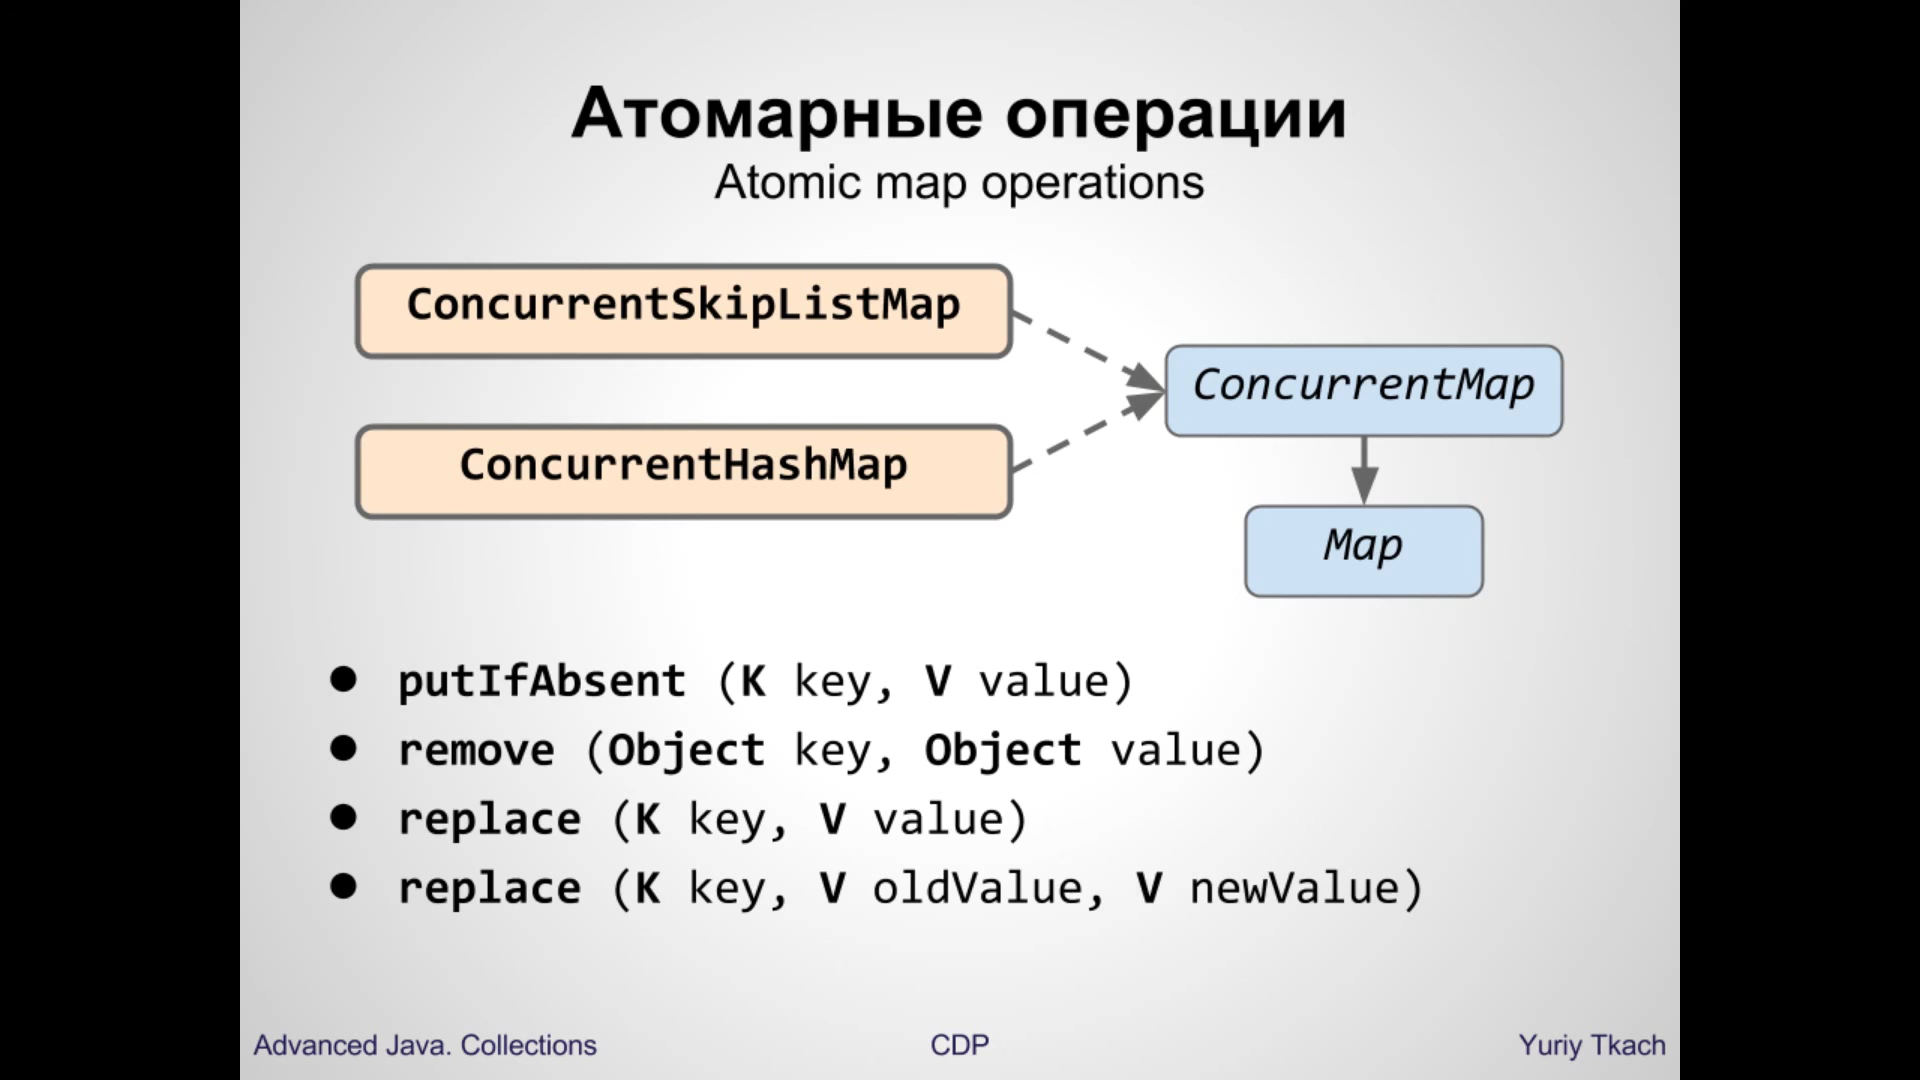 Атомарные операции
Atomic map operations
ConcurrentSkipListMap
ConcurrentMap
ConcurrentHashMap
Map
● putIfAbsent (K key, V value)
● remove (Object key, Object value)
● replace (K key, V value)
● replace (K key, V oldValue, V newValue)
Advanced Java. Collections
CDP
Yuriy Tkach